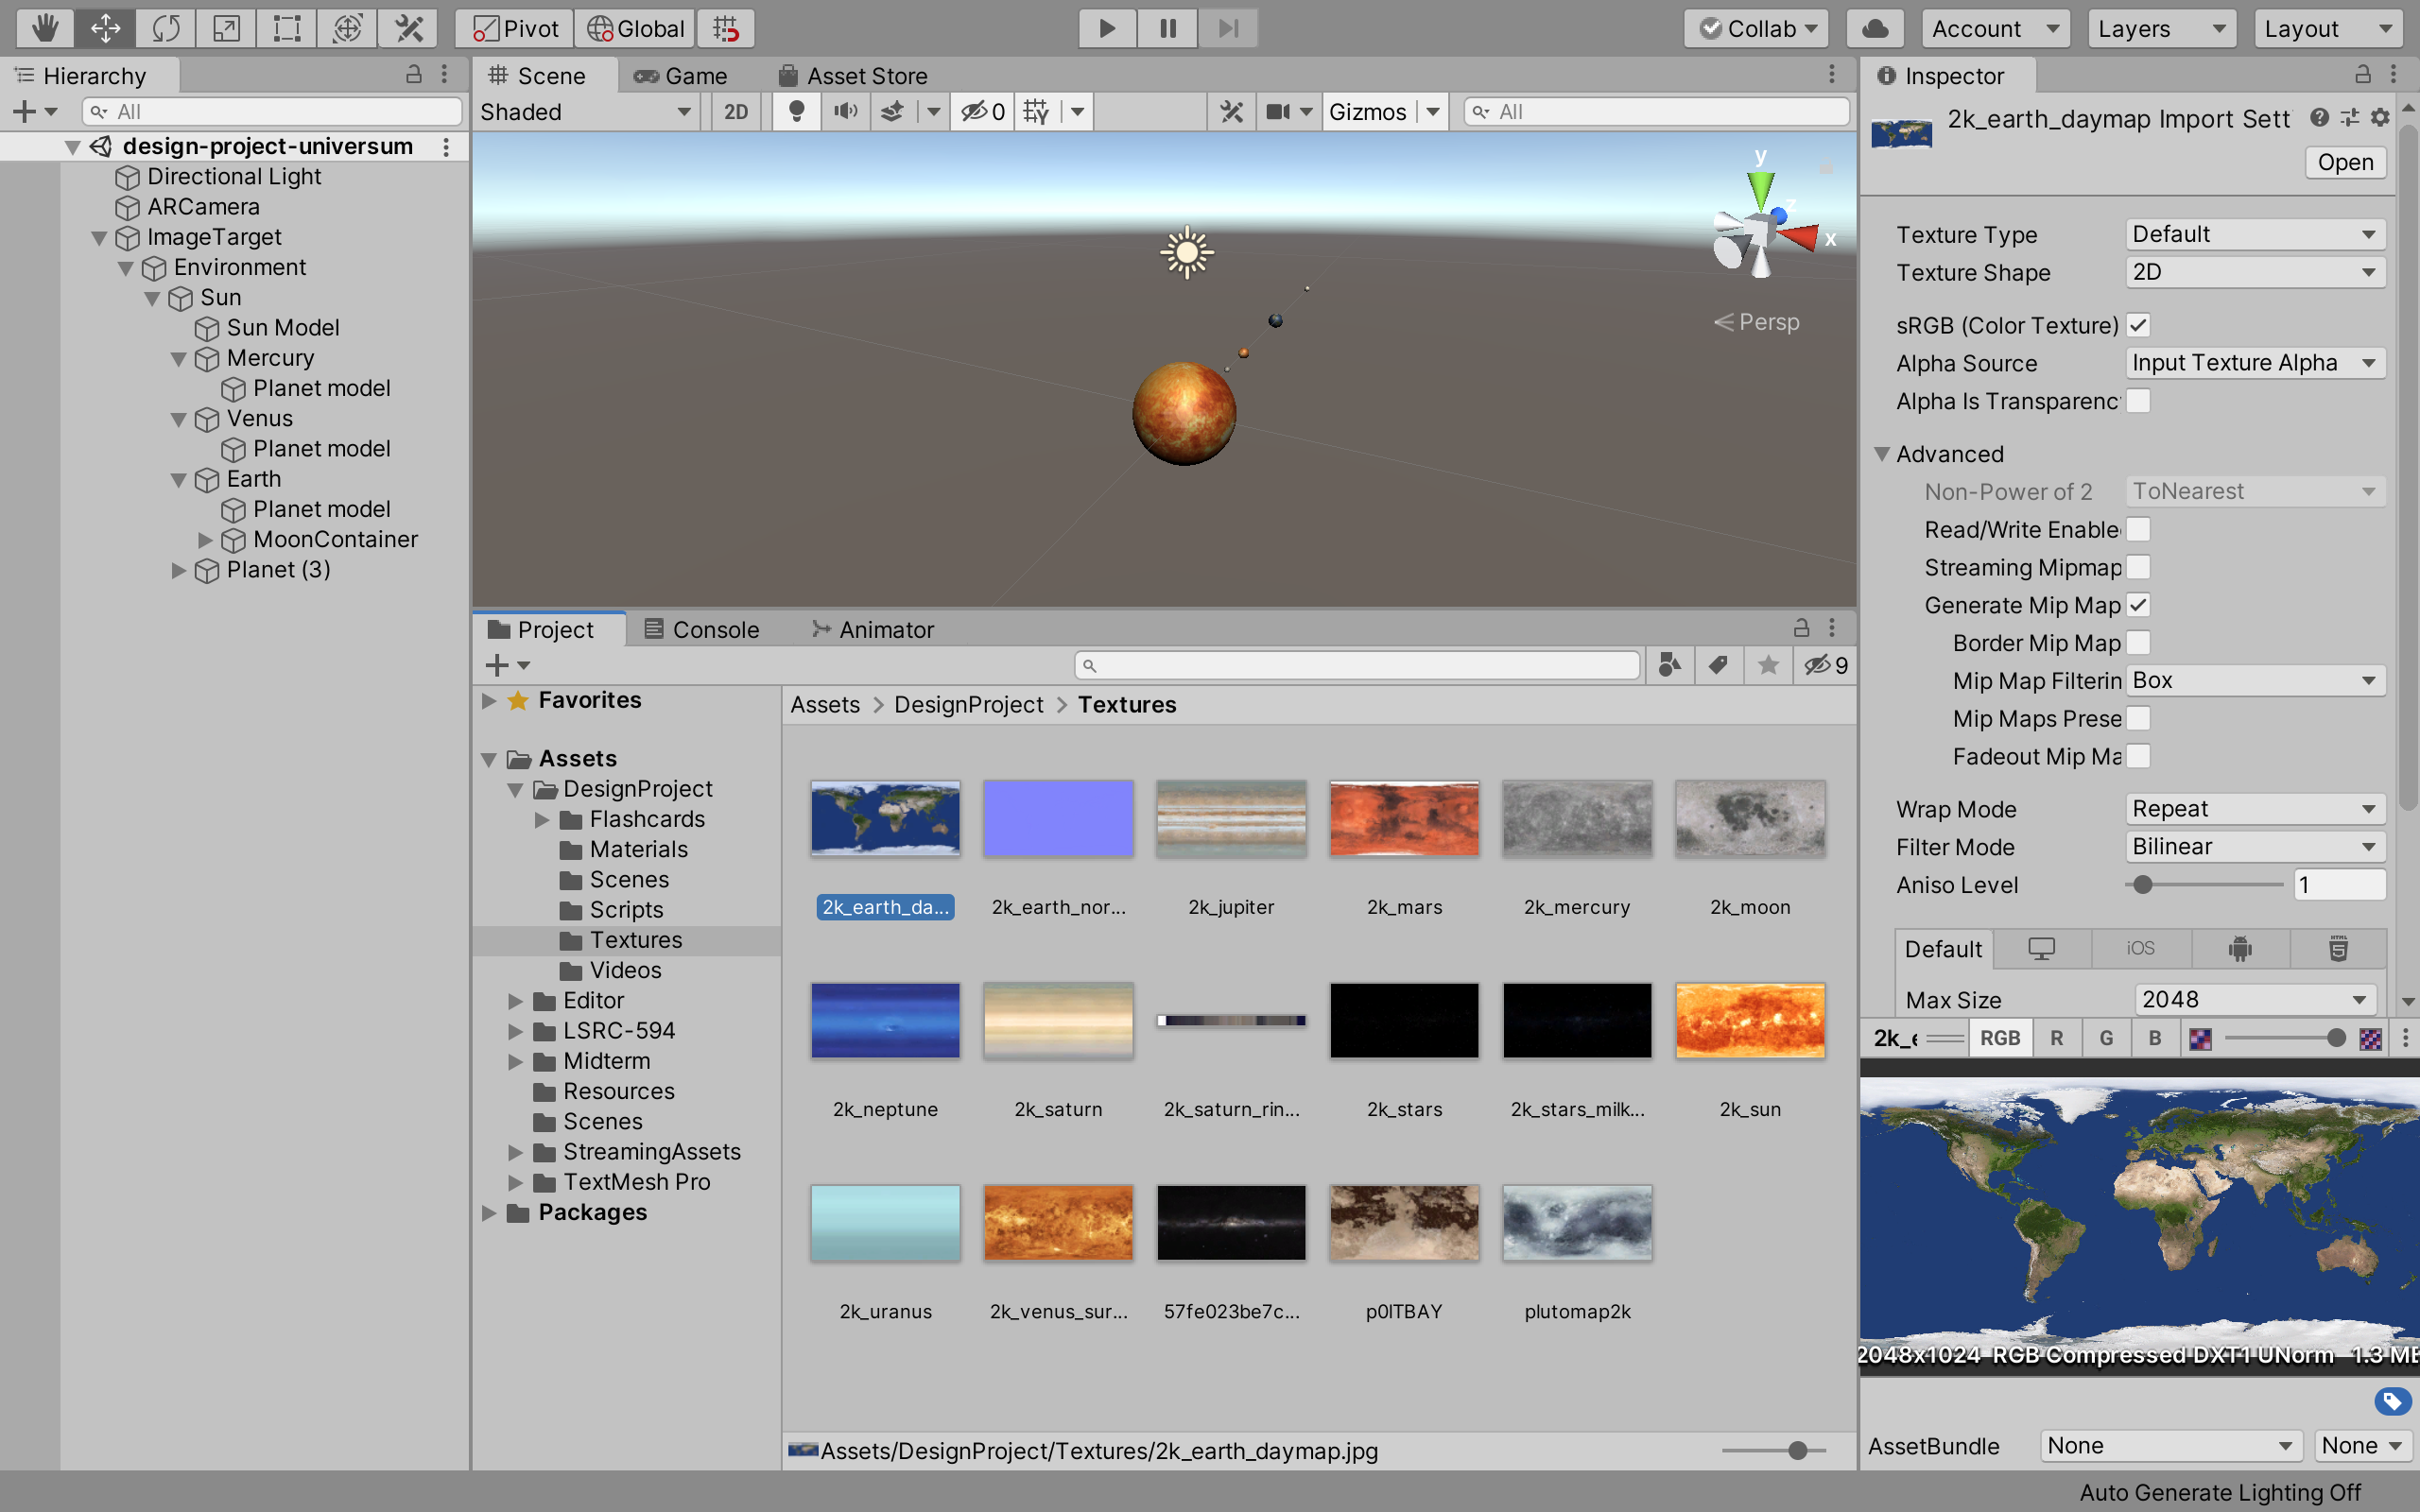 Pivot Global Collab Account Layers Layout
Hierarchy
All
design-project-universum
Directional Light
ARCamera
ImageTarget
Environment
Sun
Sun Model
Mercury
Planet model
Venus
Planet model
Earth
Planet model
MoonContainer
Planet (3)
Scene Game Asset Store
Shaded 2D 0 Gizmos All
y
z
x
Persp
Project Console Animator
9
Favorites
Assets
DesignProject
Flashcards
Materials
Scenes
Scripts
Textures
Videos
Editor
LSRC-594
Midterm
Resources
Scenes
StreamingAssets
TextMesh Pro
Packages
Assets > DesignProject > Textures
2k_earth_da... 2k_earth_nor... 2k_jupiter 2k_mars 2k_mercury 2k_moon
2k_neptune 2k_saturn 2k_saturn_rin... 2k_stars 2k_stars_milk... 2k_sun
2k_uranus 2k_venus_sur... 57fe023be7c... p0lTBAY plutomap2k
Assets/DesignProject/Textures/2k_earth_daymap.jpg
Inspector
2k_earth_daymap Import Sett
Open
Texture Type Default
Texture Shape 2D
sRGB (Color Texture)
Alpha Source Input Texture Alpha
Alpha Is Transparenc
Advanced
Non-Power of 2 ToNearest
Read/Write Enable
Streaming Mipmap
Generate Mip Map
Border Mip Map
Mip Map Filterin Box
Mip Maps Prese
Fadeout Mip Ma
Wrap Mode Repeat
Filter Mode Bilinear
Aniso Level 1
Default iOS HTML 5
Max Size 2048
2k_e RGB R G B
2048x1024 RGB Compressed DXT1 UNorm 1.3 MB
AssetBundle None None
Auto Generate Lighting Off